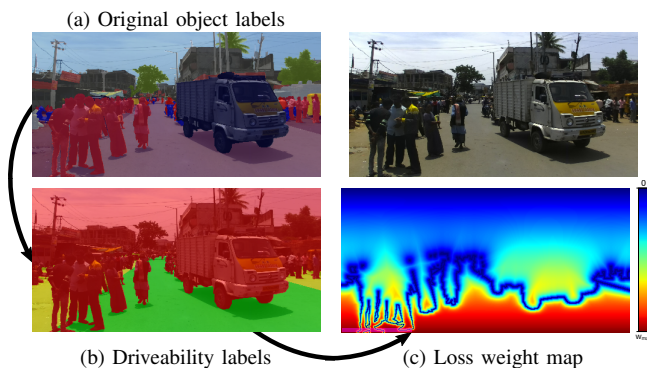 (a) Original object labels
0
w
(b) Driveability labels
(c) Loss weight map